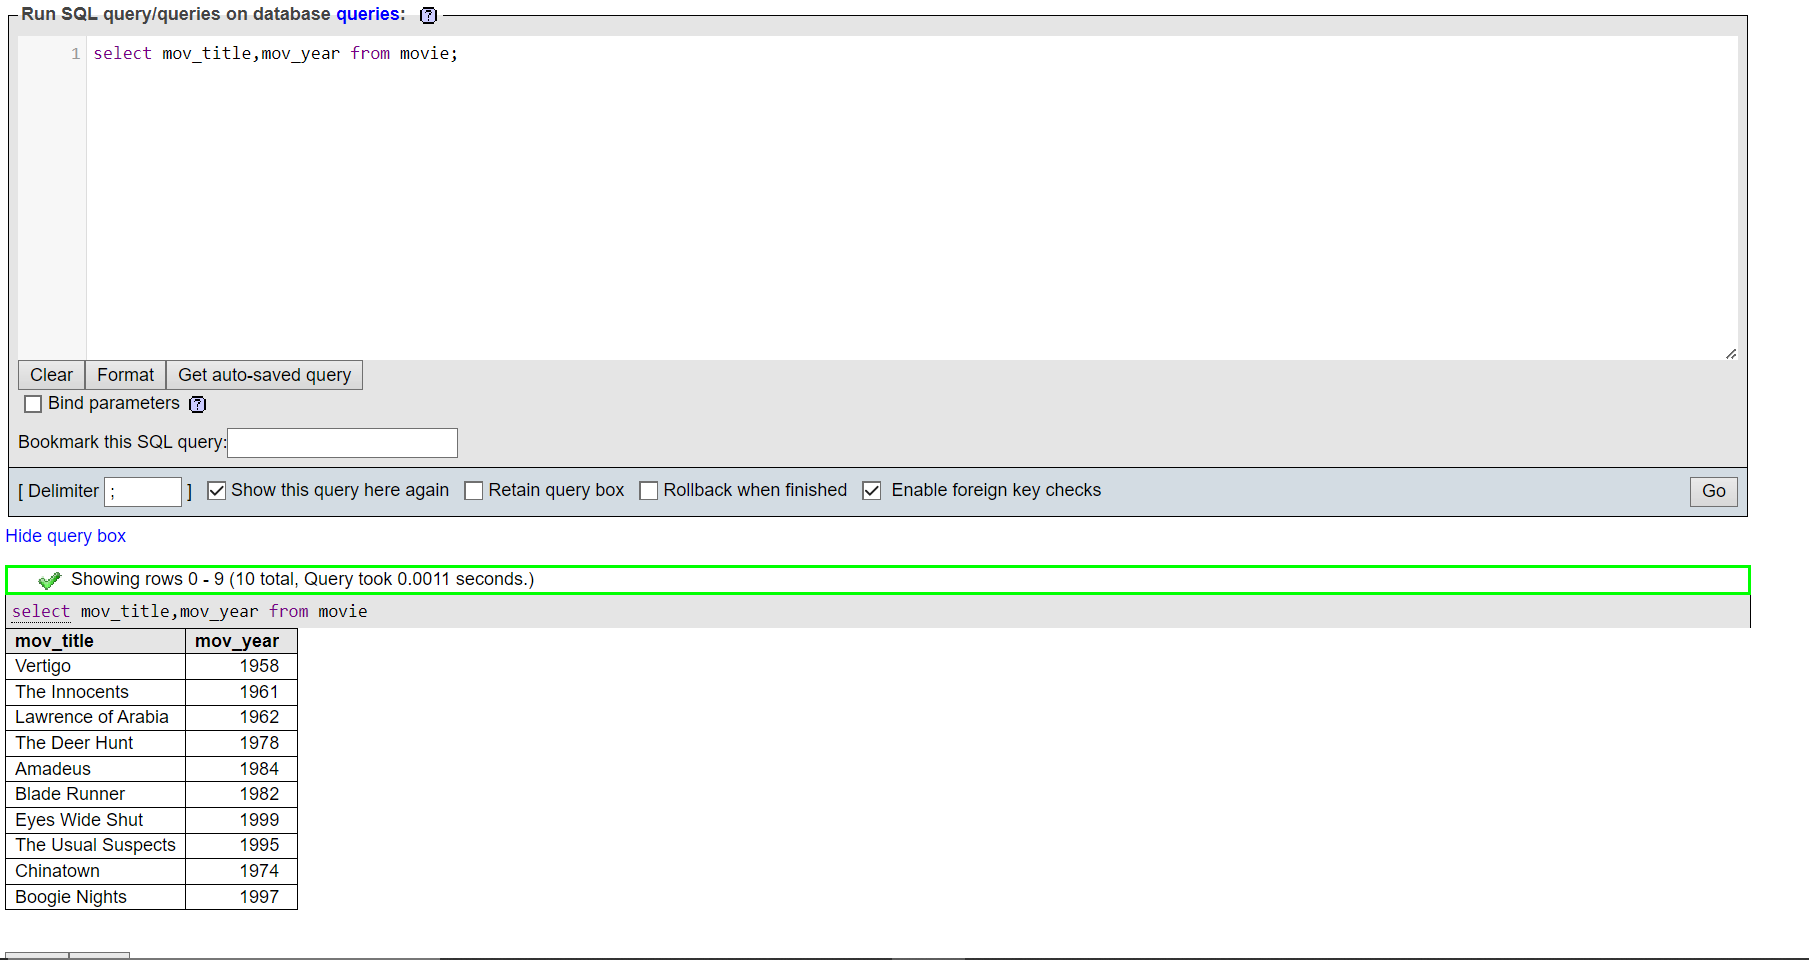 Run SQL query/queries on database queries:
1 select mov_title,mov_year from movie;
Clear Format Get auto-saved query
Bind parameters
Bookmark this SQL query:
[ Delimiter ; ] Show this query here again Retain query box Rollback when finished Enable foreign key checks Go
Hide query box
Showing rows 0 - 9 (10 total, Query took 0.0011 seconds.)
select mov_title,mov_year from movie
mov_title mov_year
Vertigo 1958
The Innocents 1961
Lawrence of Arabia 1962
The Deer Hunt 1978
Amadeus 1984
Blade Runner 1982
Eyes Wide Shut 1999
The Usual Suspects 1995
Chinatown 1974
Boogie Nights 1997